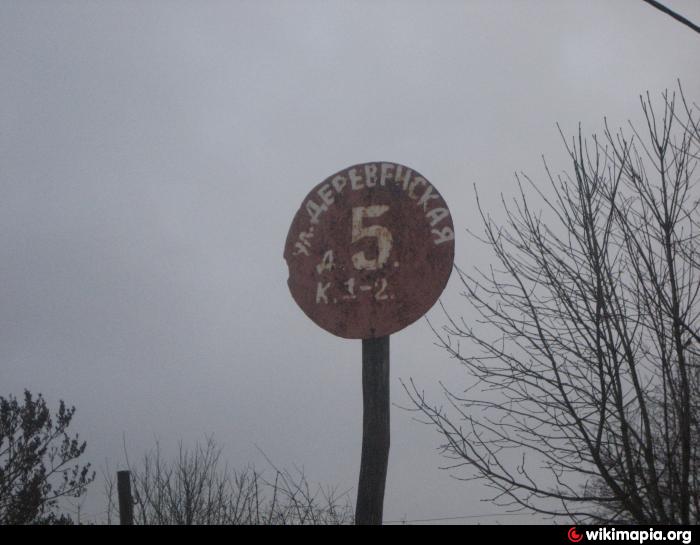 ул. ДЕРЕВЕНСКАЯ
Д. 5.
К. 1-2.
wikimapia.org